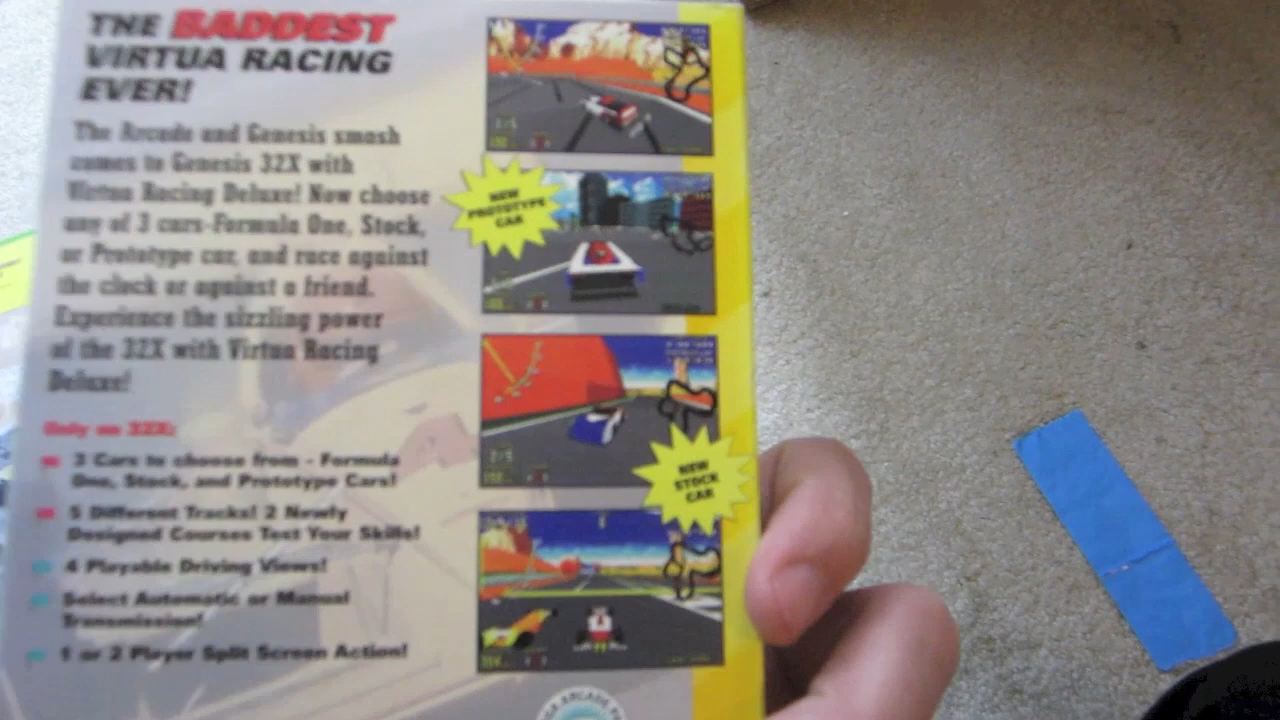 THE BADDEST
VIRTUA RACING
EVER!
The Arcade and Genesis smash
comes to Genesis 32X with
Virtua Racing Deluxe! Now choose
any of 3 cars-Formula One, Stock,
or Prototype car, and race against
the clock or against a friend.
Experience the sizzling power
of the 32X with Virtua Racing
Deluxe!
Only on 32X:
3 Cars to choose from - Formula
One, Stock, and Prototype Cars!
5 Different Tracks! 2 Newly
Designed Courses Test Your Skills!
4 Playable Driving Views!
Select Automatic or Manual
Transmission!
1 or 2 Player Split Screen Action!
NEW
PROTOTYPE
CAR
NEW
STOCK
CAR
ARCADE